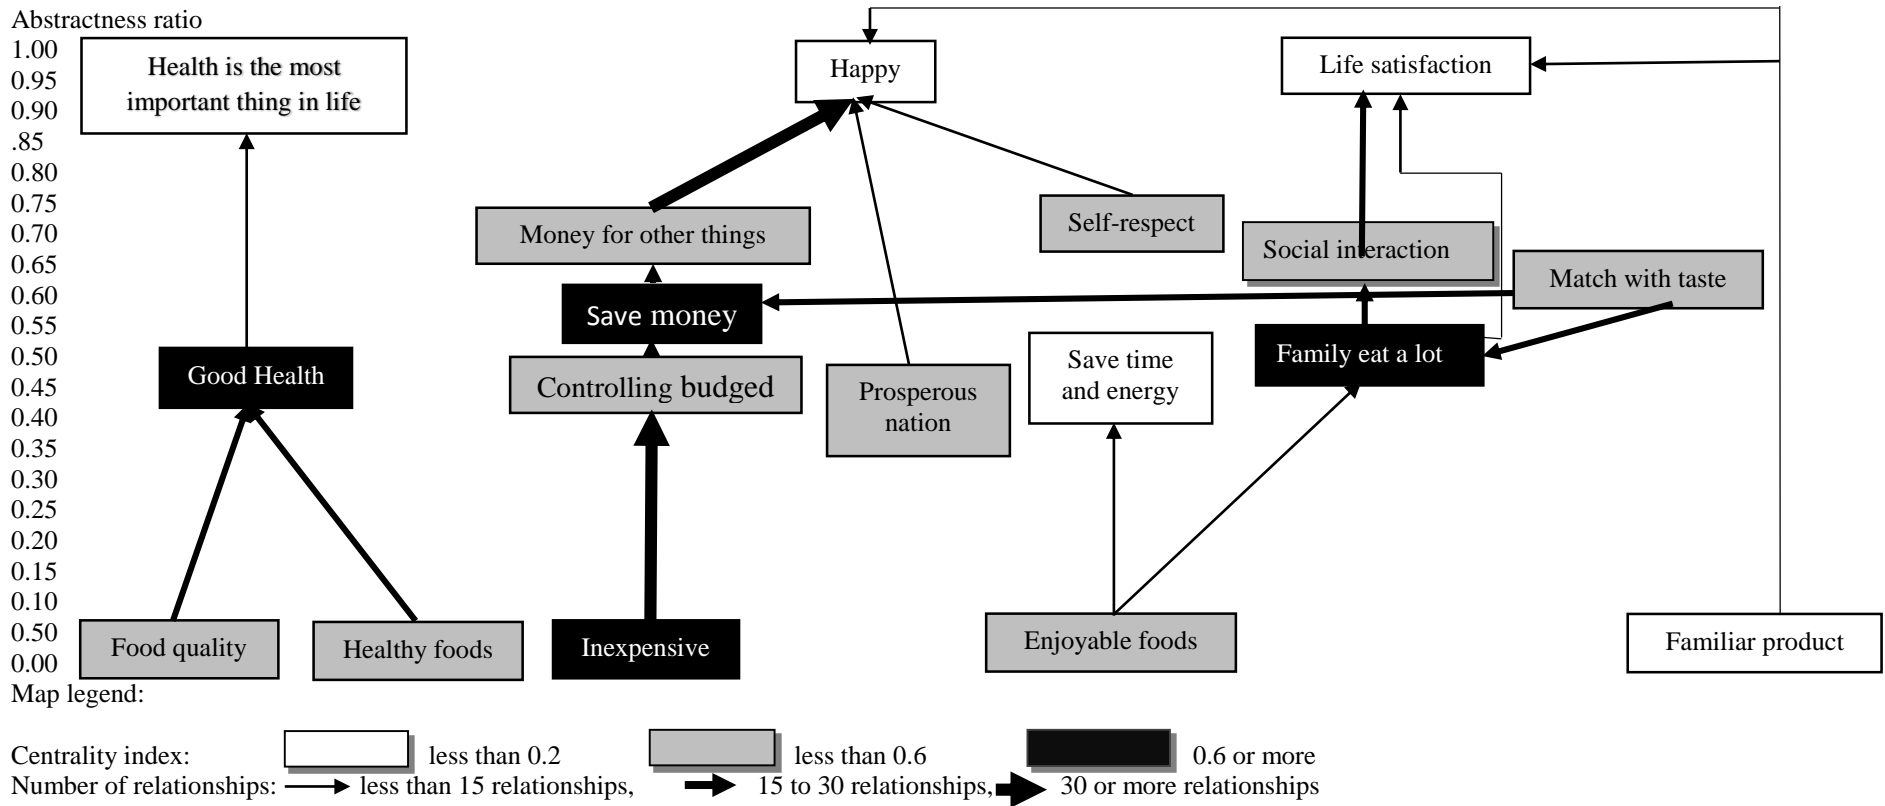 Abstractness ratio
1.00
0.95
0.90
.85
0.80
0.75
0.70
0.65
0.60
0.55
0.50
0.45
0.40
0.35
0.30
0.25
0.20
0.15
0.10
0.50
0.00
Health is the most
important thing in life
Happy
Life satisfaction
Money for other things
Self-respect
Social interaction
Match with taste
Save money
Good Health
Controlling budged
Prosperous
nation
Save time
and energy
Family eat a lot
Food quality
Healthy foods
Inexpensive
Enjoyable foods
Familiar product
Map legend:
Centrality index: less than 0.2 less than 0.6 0.6 or more
Number of relationships: less than 15 relationships, 15 to 30 relationships, 30 or more relationships